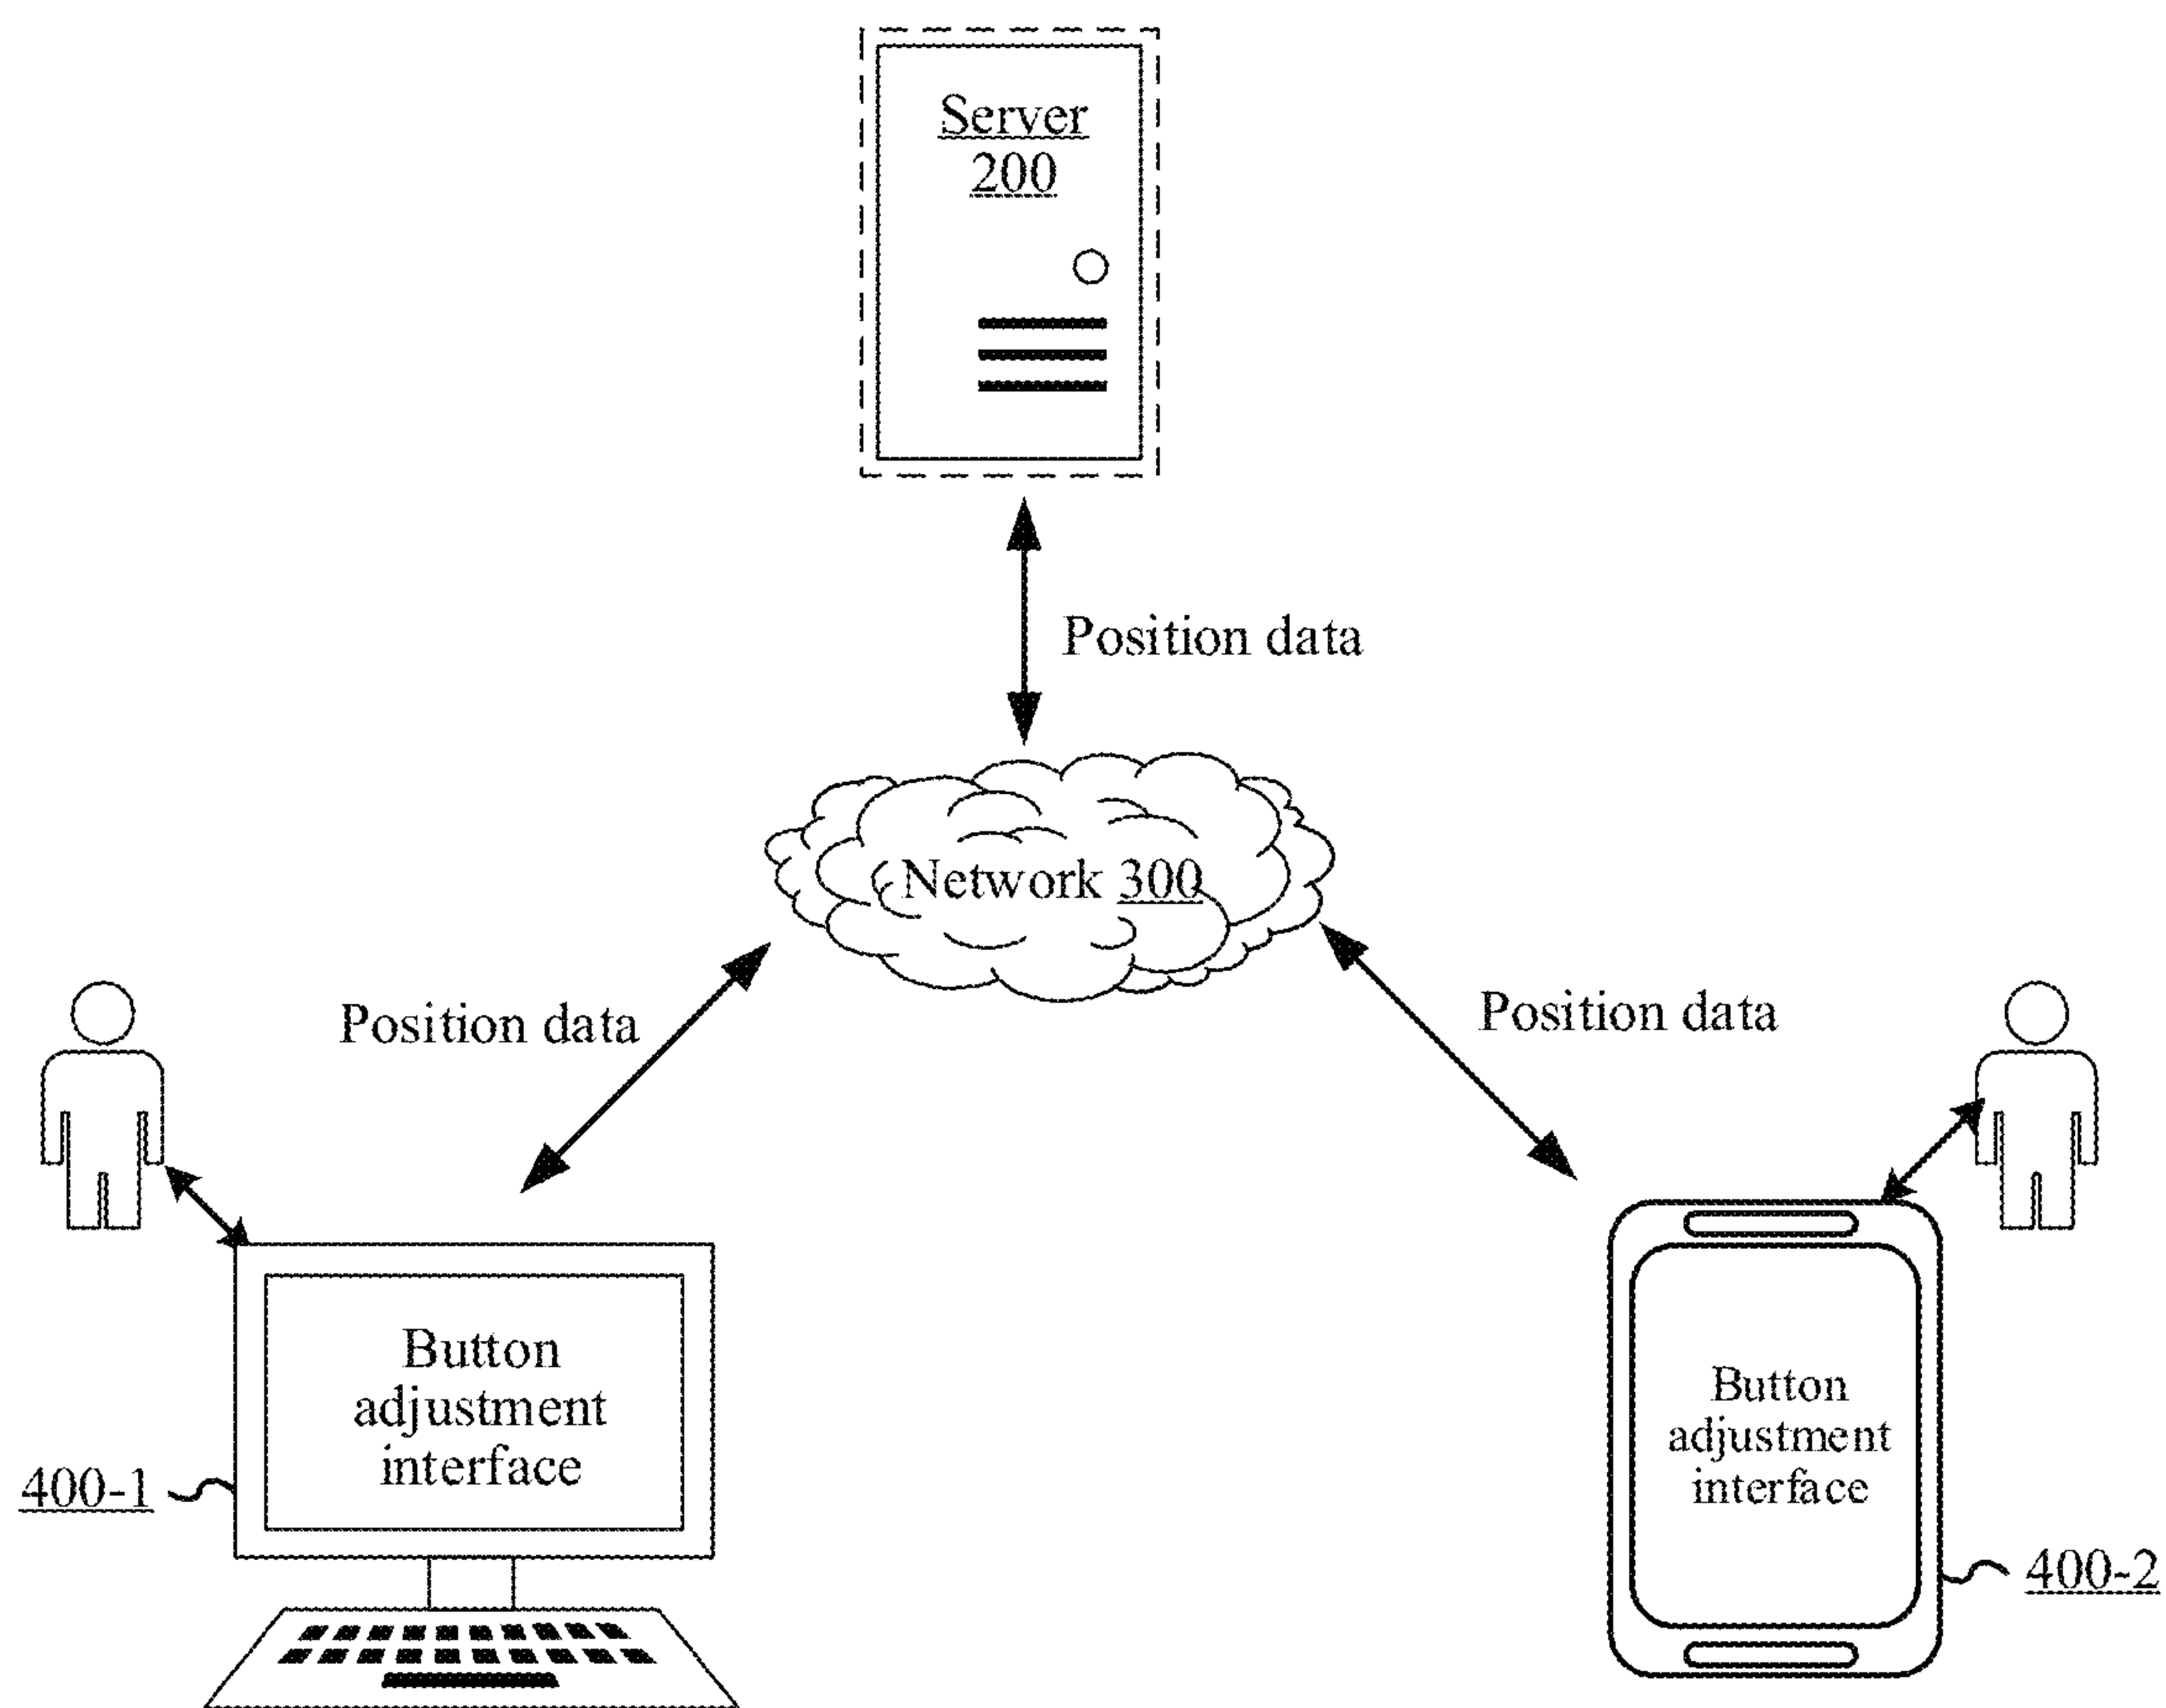 Server
200
Position data
Network 300
Position data
Position data
Button
adjustment
interface
400-1
Button
adjustment
interface
400-2